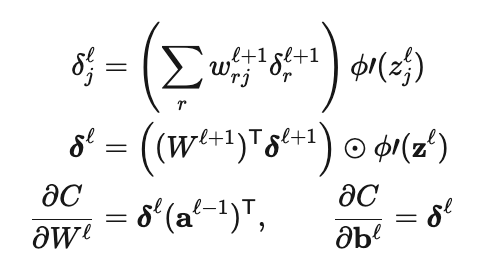 δ_j^ℓ = ( ∑_r w_{rj}^{ℓ+1} δ_r^{ℓ+1} ) ϕ′(z_j^ℓ)
𝜹^ℓ = ( (W^{ℓ+1})^⊤ 𝜹^{ℓ+1} ) ⊙ ϕ′(𝐳^ℓ)
∂C/∂W^ℓ = 𝜹^ℓ (𝐚^{ℓ−1})^⊤, ∂C/∂𝐛^ℓ = 𝜹^ℓ